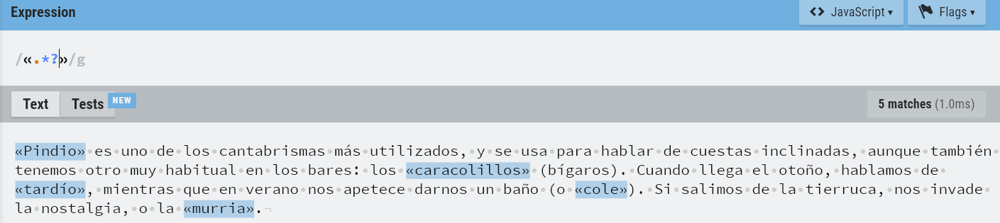 Expression
JavaScript ▾
Flags ▾
/«.*?»/g
Text
Tests
NEW
5 matches (1.0ms)
«Pindio»·es·uno·de·los·cantabrismas·más·utilizados,·y·se·usa·para·hablar·de·cuestas·inclinadas,·aunque·también·
tenemos·otro·muy·habitual·en·los·bares:·los·«caracolillos»·(bígaros).·Cuando·llega·el·otoño,·hablamos·de·
«tardío»,·mientras·que·en·verano·nos·apetece·darnos·un·baño·(o·«cole»).·Si·salimos·de·la·tierruca,·nos·invade·
la·nostalgia,·o·la·«murria».¬